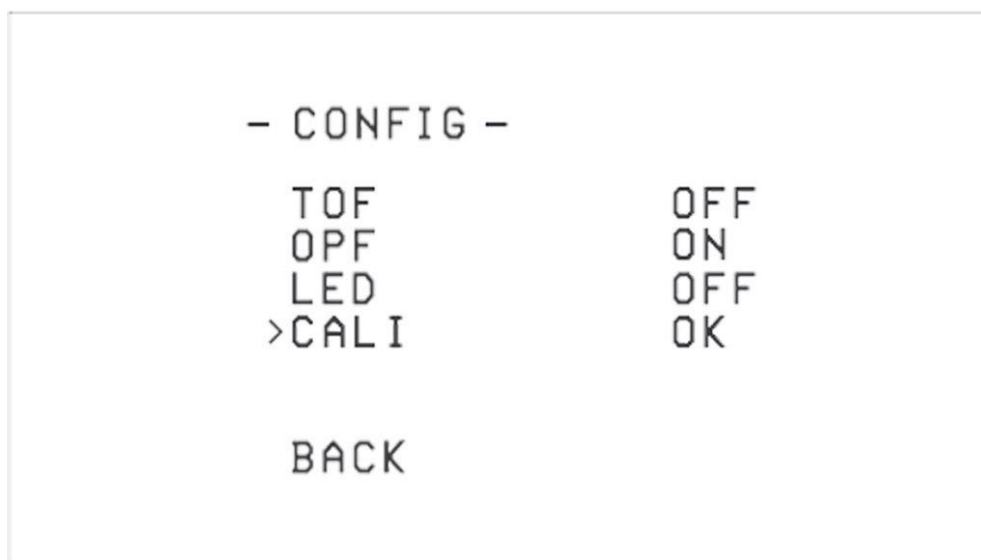 - CONFIG -
TOF OFF
OPF ON
LED OFF
>CALI OK
BACK